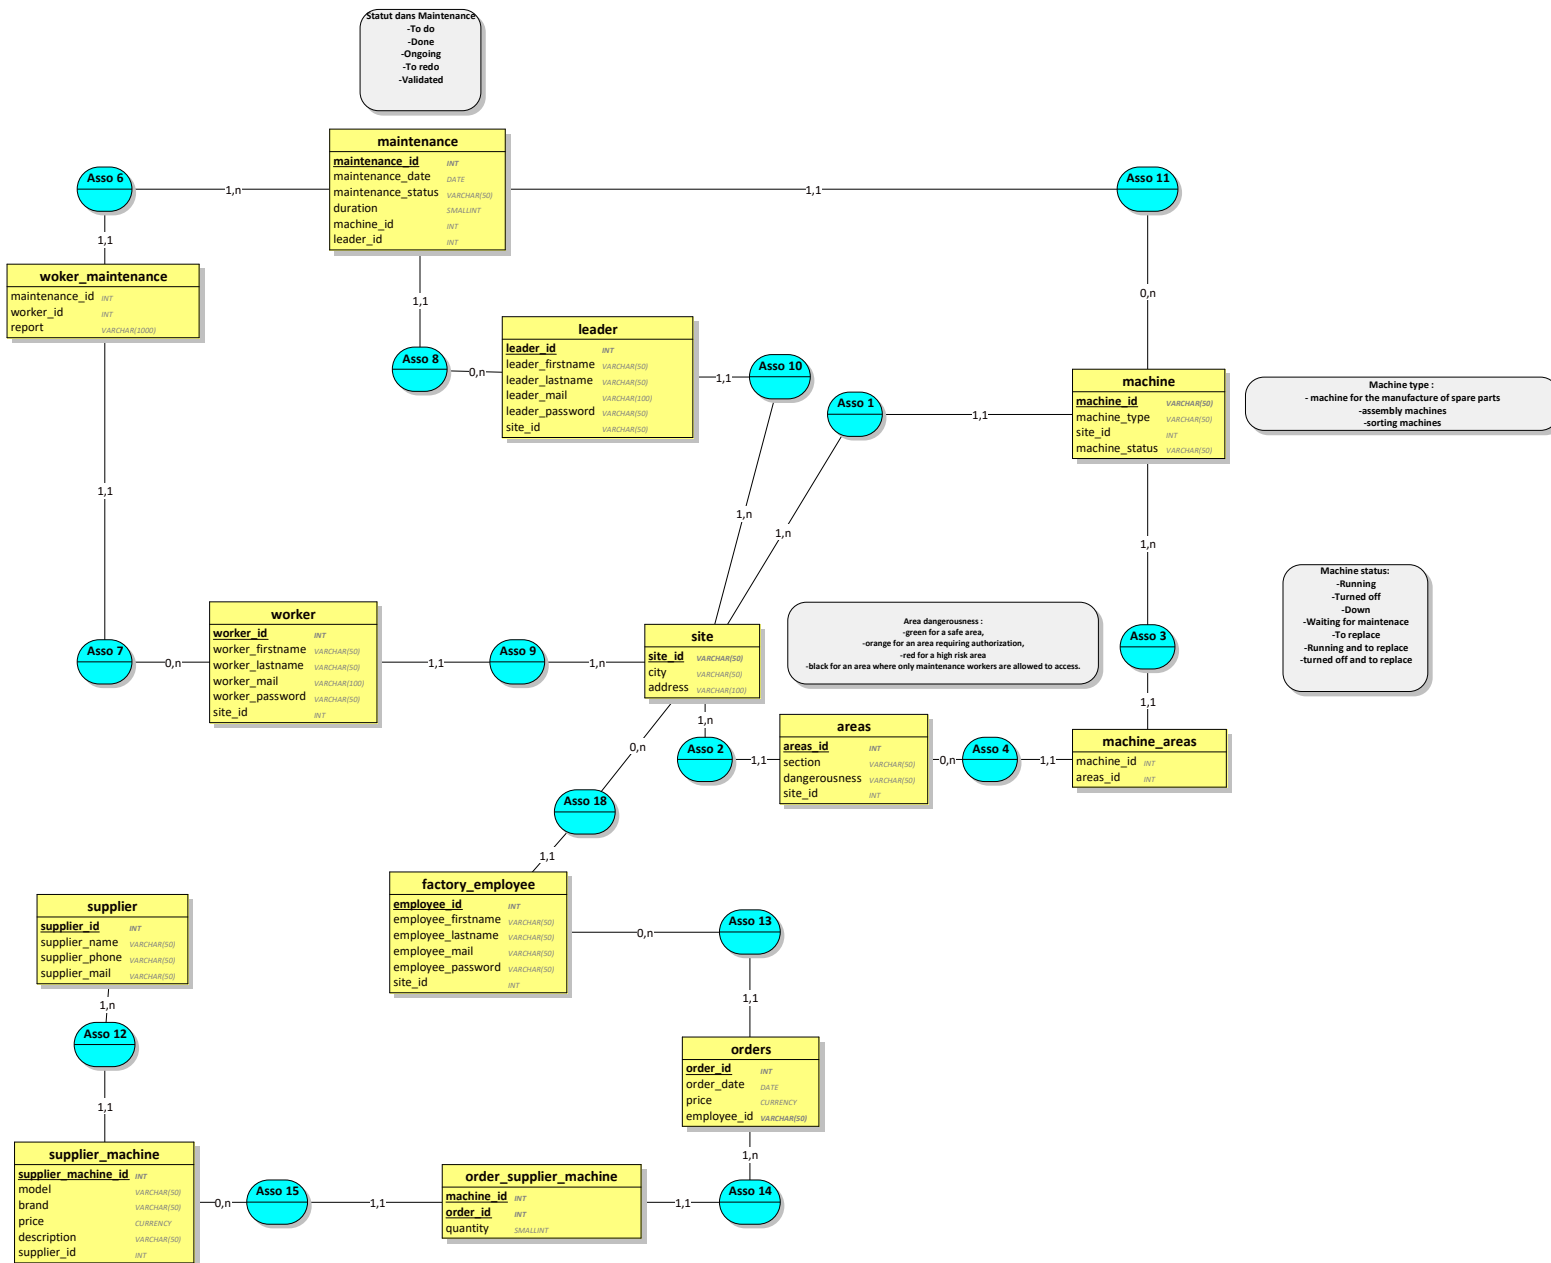 Statut dans Maintenance
-To do
-Done
-Ongoing
-To redo
-Validated
maintenance
maintenance_id INT
maintenance_date DATE
maintenance_status VARCHAR(50)
duration SMALLINT
machine_id INT
leader_id INT
Asso 6
1,n
1,1
Asso 11
1,1
0,n
woker_maintenance
maintenance_id INT
worker_id INT
report VARCHAR(1000)
1,1
Asso 8
0,n
leader
leader_id INT
leader_firstname VARCHAR(50)
leader_lastname VARCHAR(50)
leader_mail VARCHAR(100)
leader_password VARCHAR(50)
site_id VARCHAR(50)
1,1
Asso 10
1,n
Asso 1
1,1
1,n
machine
machine_id VARCHAR(50)
machine_type VARCHAR(50)
site_id INT
machine_status VARCHAR(50)
Machine type :
- machine for the manufacture of spare parts
-assembly machines
-sorting machines
1,1
1,n
Machine status:
-Running
-Turned off
-Down
-Waiting for maintenace
-To replace
-Running and to replace
-turned off and to replace
Asso 7
0,n
worker
worker_id INT
worker_firstname VARCHAR(50)
worker_lastname VARCHAR(50)
worker_mail VARCHAR(100)
worker_password VARCHAR(50)
site_id INT
1,1
Asso 9
1,n
site
site_id VARCHAR(50)
city VARCHAR(50)
address VARCHAR(100)
Area dangerousness :
-green for a safe area,
-orange for an area requiring authorization,
-red for a high risk area
-black for an area where only maintenance workers are allowed to access.
Asso 3
1,1
1,n
0,n
Asso 2
1,1
areas
areas_id INT
section VARCHAR(50)
dangerousness VARCHAR(50)
site_id INT
0,n
Asso 4
1,1
machine_areas
machine_id INT
areas_id INT
Asso 18
1,1
factory_employee
employee_id INT
employee_firstname VARCHAR(50)
employee_lastname VARCHAR(50)
employee_mail VARCHAR(50)
employee_password VARCHAR(50)
site_id INT
0,n
Asso 13
1,1
supplier
supplier_id INT
supplier_name VARCHAR(50)
supplier_phone VARCHAR(50)
supplier_mail VARCHAR(50)
1,n
Asso 12
1,1
orders
order_id INT
order_date DATE
price CURRENCY
employee_id VARCHAR(50)
1,n
supplier_machine
supplier_machine_id INT
model VARCHAR(50)
brand VARCHAR(50)
price CURRENCY
description VARCHAR(50)
supplier_id INT
0,n
Asso 15
1,1
order_supplier_machine
machine_id INT
order_id INT
quantity SMALLINT
1,1
Asso 14